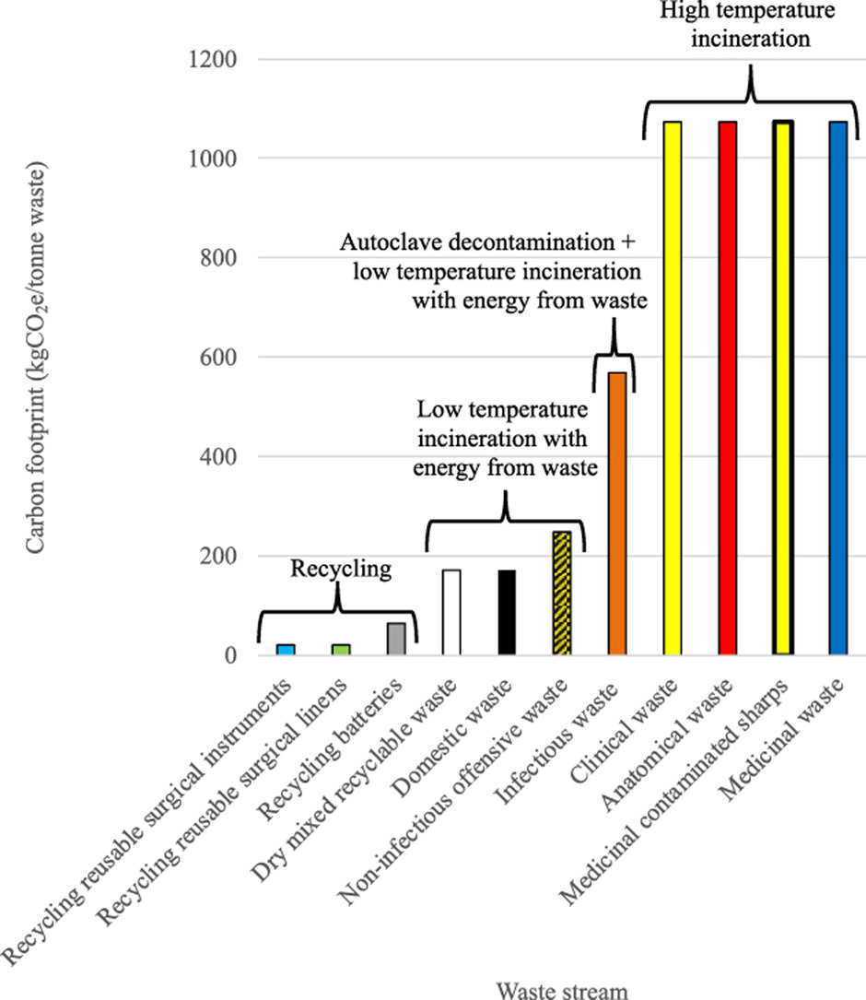 High temperature
incineration
1200
1000
800
600
400
200
0
Carbon footprint (kgCO₂e/tonne waste)
Autoclave decontamination +
low temperature incineration
with energy from waste
Low temperature
incineration with
energy from waste
Recycling
Recycling reusable surgical instruments
Recycling reusable surgical linens
Recycling batteries
Dry mixed recyclable waste
Domestic waste
Non-infectious offensive waste
Infectious waste
Clinical waste
Anatomical waste
Medicinal contaminated sharps
Medicinal waste
Waste stream